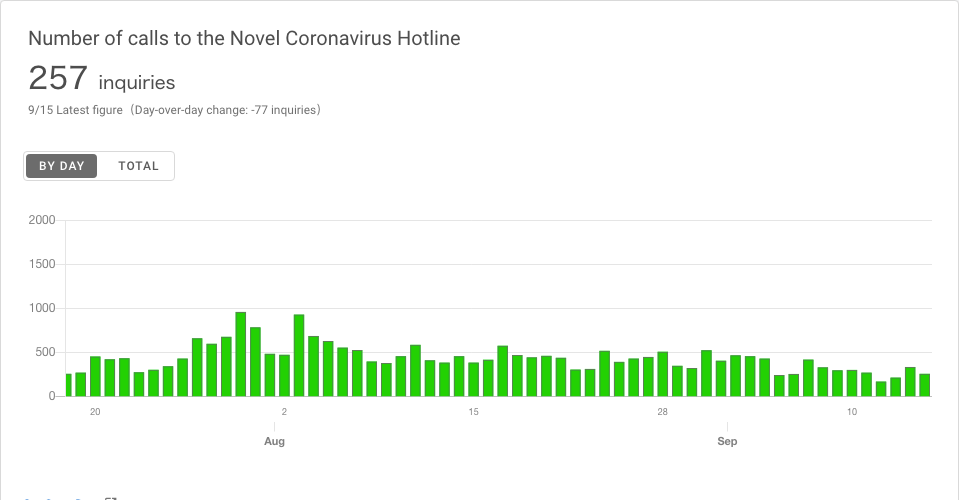 Number of calls to the Novel Coronavirus Hotline
257 inquiries
9/15 Latest figure（Day-over-day change: -77 inquiries）
BY DAY TOTAL
2000
1500
1000
500
0
20 2 15 28 10
Aug Sep